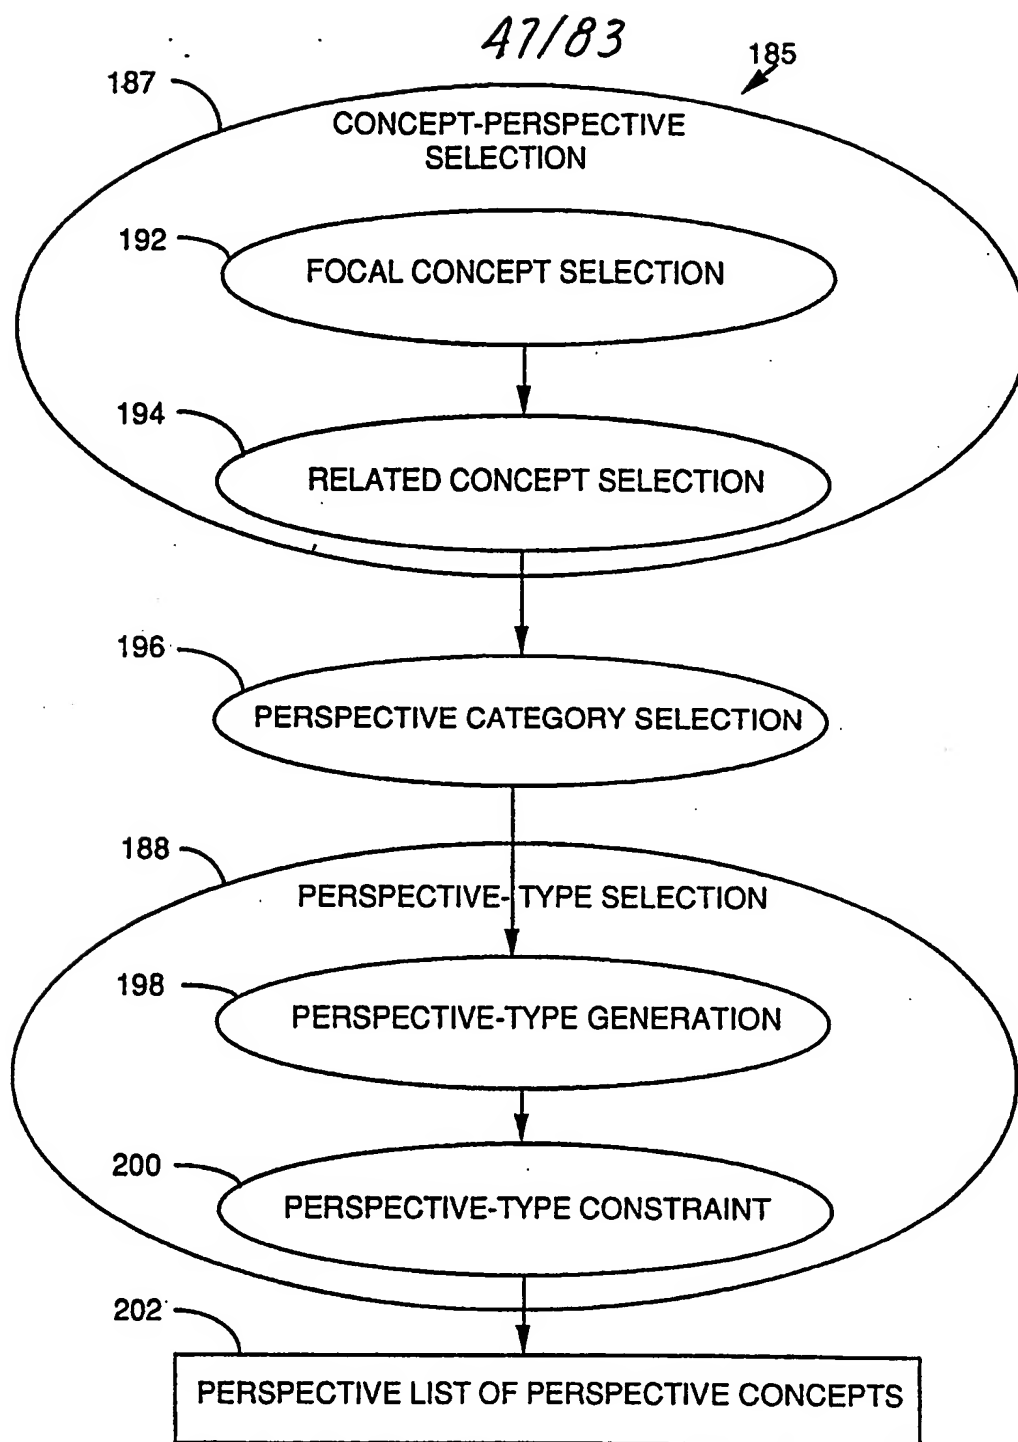 47/83
185
187
CONCEPT-PERSPECTIVE
SELECTION
192
FOCAL CONCEPT SELECTION
194
RELATED CONCEPT SELECTION
196
PERSPECTIVE CATEGORY SELECTION
188
PERSPECTIVE-TYPE SELECTION
198
PERSPECTIVE-TYPE GENERATION
200
PERSPECTIVE-TYPE CONSTRAINT
202
PERSPECTIVE LIST OF PERSPECTIVE CONCEPTS